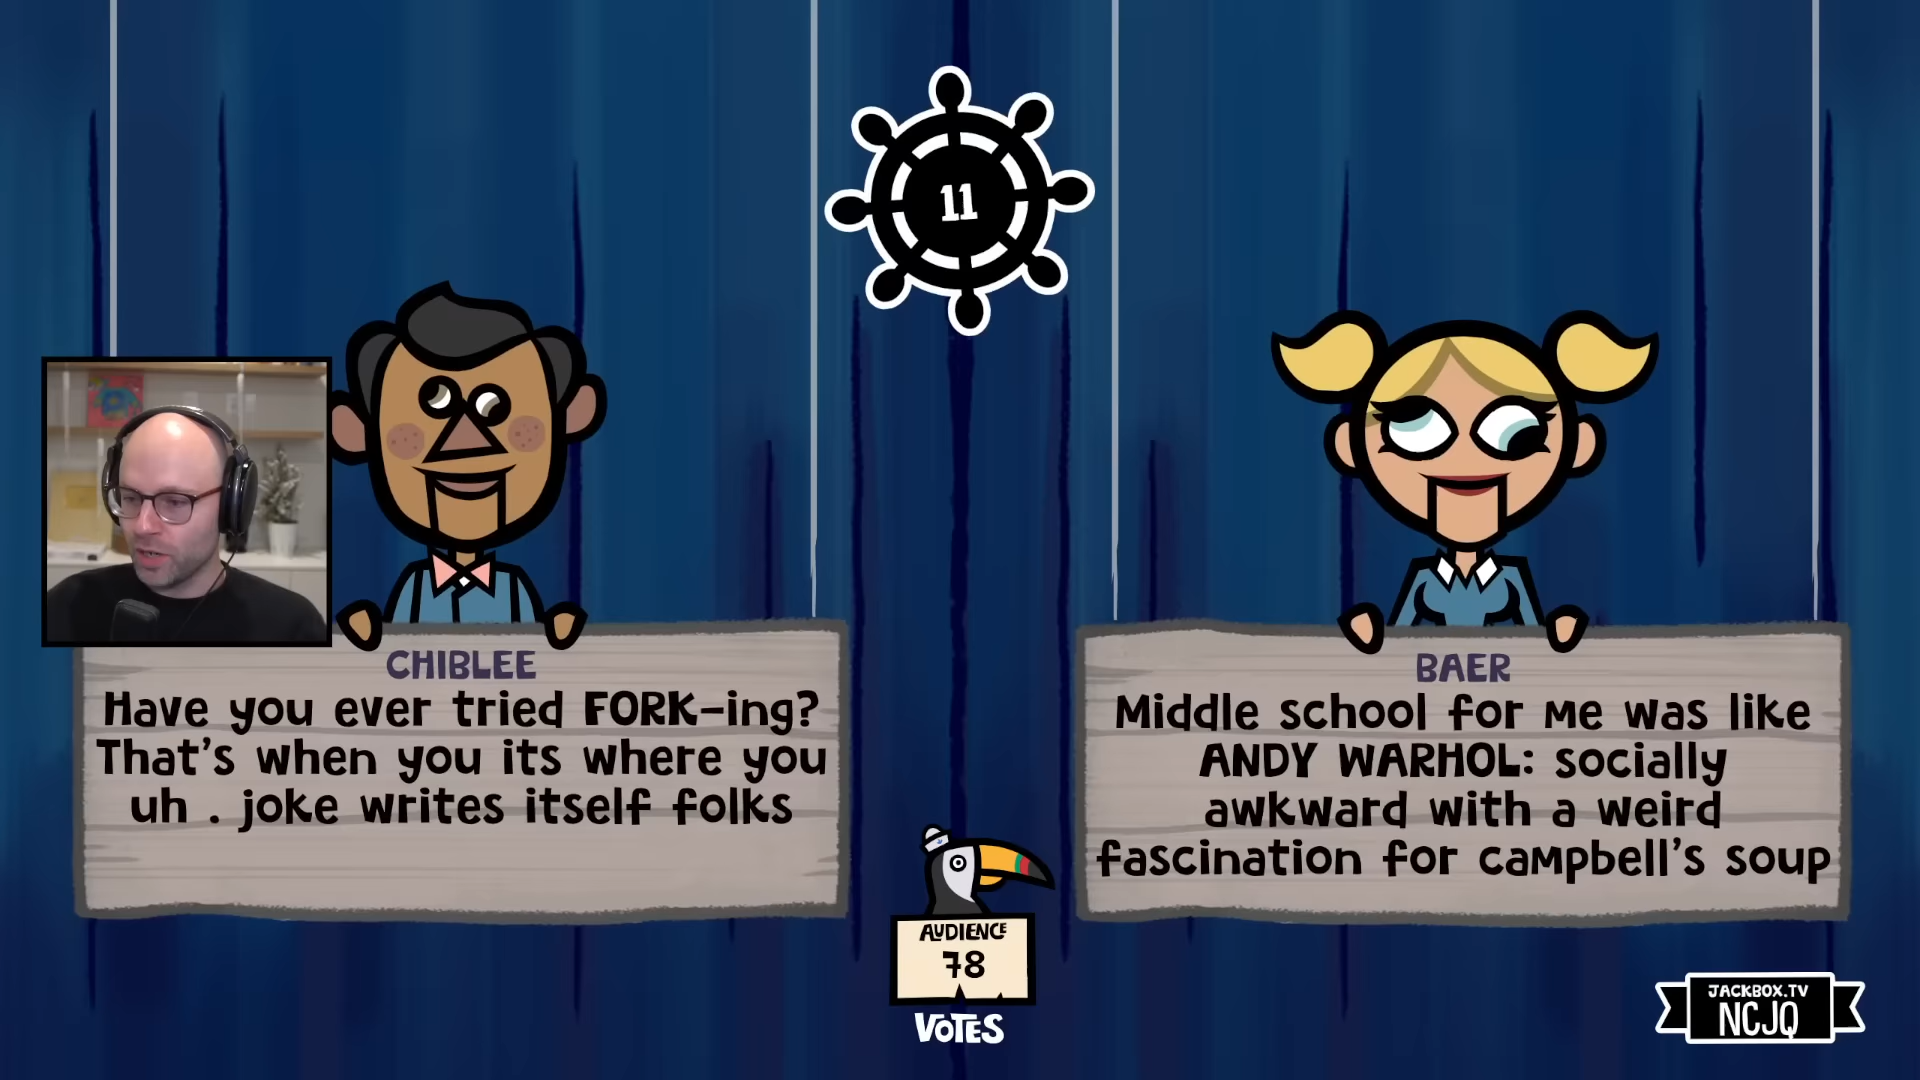 11
CHIBLEE
Have you ever tried FORK-ing?
That's when you its where you
uh . joke writes itself folks
BAER
Middle school for me was like
ANDY WARHOL: socially
awkward with a weird
fascination for campbell's soup
AUDIENCE
78
VOTES
JACKBOX.TV
NCJQ